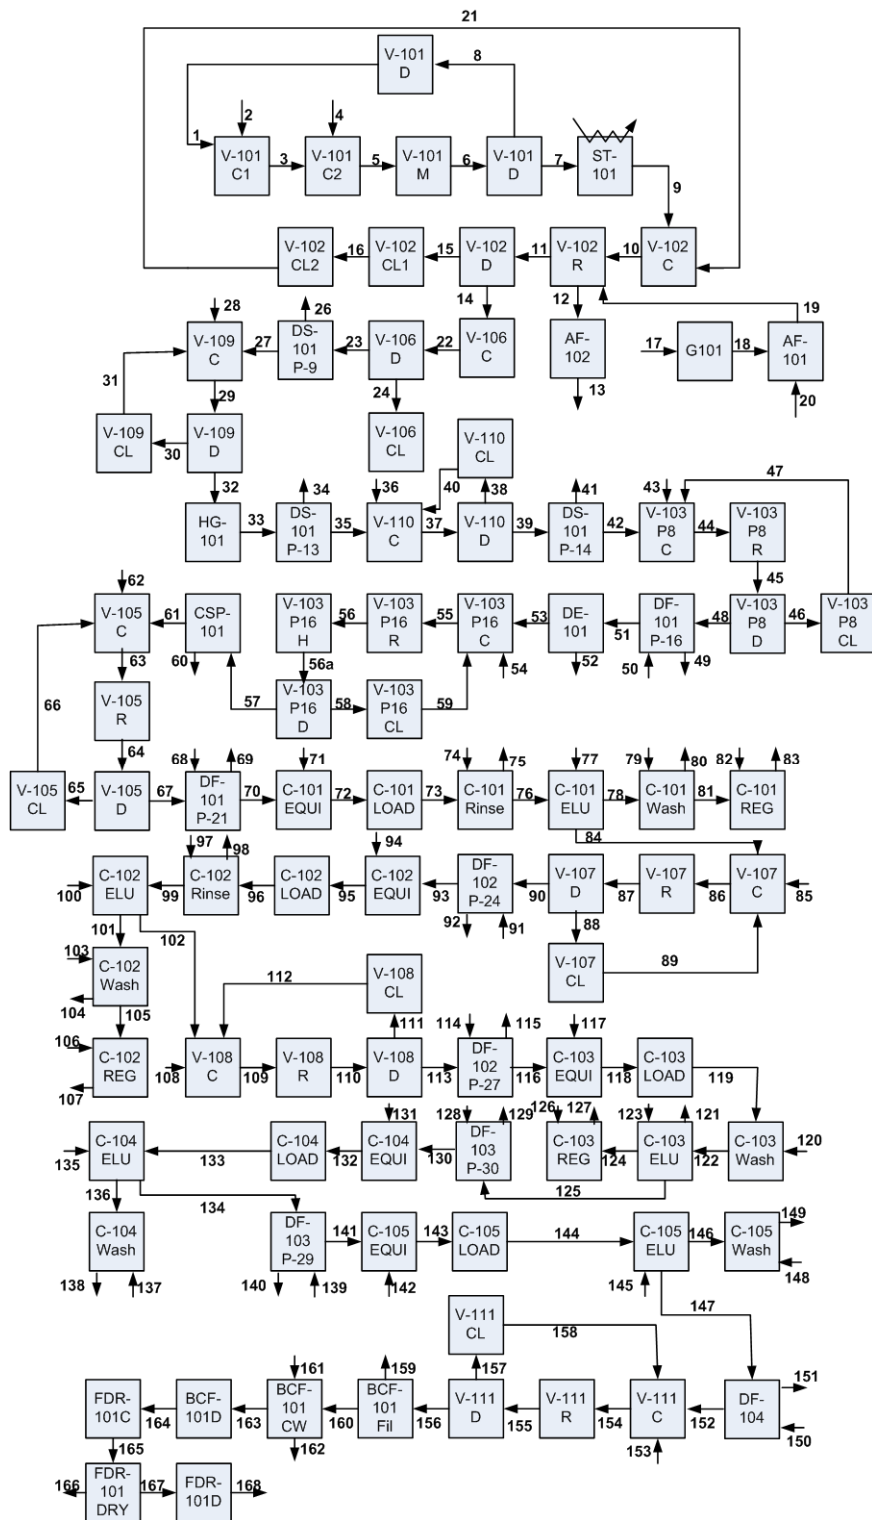 21
V-101
D
8
1
2
4
V-101
C1
3
V-101
C2
5
V-101
M
6
V-101
D
7
ST-
101
9
V-102
CL2
16
V-102
CL1
15
V-102
D
11
V-102
R
10
V-102
C
14
12
19
28
26
V-109
C
27
DS-
101
P-9
23
V-106
D
22
V-106
C
AF-
102
17
G101
18
AF-
101
31
29
24
13
20
V-109
CL
30
V-109
D
V-106
CL
V-110
CL
47
32
34
36
40
38
41
43
HG-
101
33
DS-
101
P-13
35
V-110
C
37
V-110
D
39
DS-
101
P-14
42
V-103
P8
C
44
V-103
P8
R
45
62
V-105
C
61
CSP-
101
V-103
P16
H
56
V-103
P16
R
55
V-103
P16
C
53
DE-
101
51
DF-
101
P-16
48
V-103
P8
D
46
V-103
P8
CL
63
60
56a
54
52
50
49
66
V-105
R
57
V-103
P16
D
58
V-103
P16
CL
59
64
68
69
71
74
75
77
79
80
82
83
V-105
CL
65
V-105
D
67
DF-
101
P-21
70
C-101
EQUI
72
C-101
LOAD
73
C-101
Rinse
76
C-101
ELU
78
C-101
Wash
81
C-101
REG
97
98
94
84
C-102
ELU
100
99
C-102
Rinse
96
C-102
LOAD
95
C-102
EQUI
93
DF-
102
P-24
90
V-107
D
87
V-107
R
86
V-107
C
85
101
102
92
91
88
103
C-102
Wash
104
105
112
V-108
CL
V-107
CL
89
111
114
115
117
106
C-102
REG
107
108
V-108
C
109
V-108
R
110
V-108
D
113
DF-
102
P-27
116
C-103
EQUI
118
C-103
LOAD
119
131
128
129
126
127
123
121
135
C-104
ELU
133
C-104
LOAD
132
C-104
EQUI
130
DF-
103
P-30
C-103
REG
124
C-103
ELU
122
C-103
Wash
120
136
134
125
C-104
Wash
DF-
103
P-29
141
C-105
EQUI
143
C-105
LOAD
144
C-105
ELU
146
C-105
Wash
149
148
138
137
140
139
142
145
147
V-111
CL
158
161
159
157
151
FDR-
101C
164
BCF-
101D
163
BCF-
101
CW
160
BCF-
101
Fil
156
V-111
D
155
V-111
R
154
V-111
C
152
DF-
104
150
165
162
153
166
FDR-
101
DRY
167
FDR-
101D
168